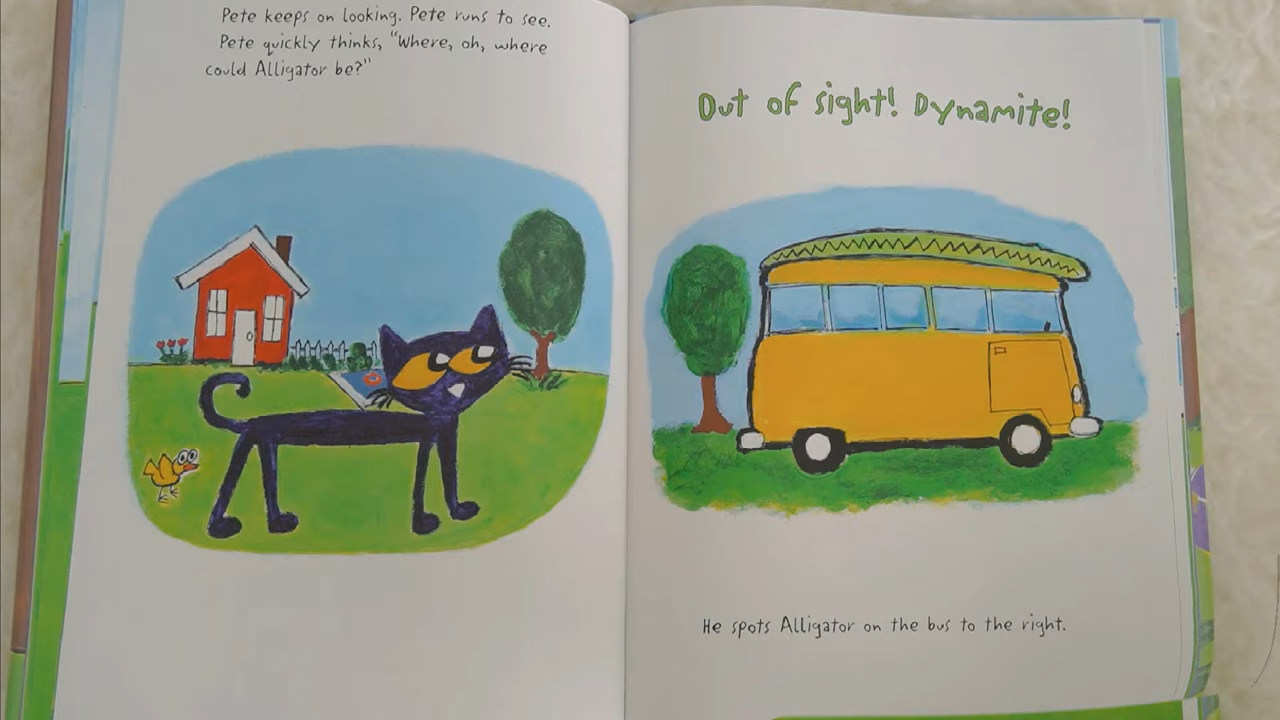 Pete keeps on looking. Pete runs to see.
Pete quickly thinks, “Where, oh, where
could Alligator be?”
Out of sight! Dynamite!
He spots Alligator on the bus to the right.